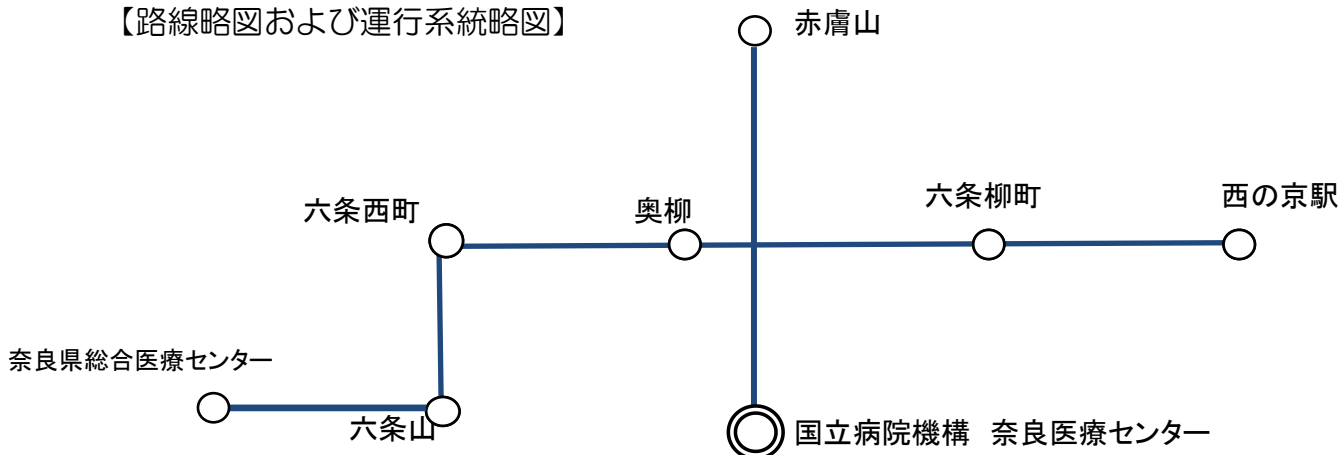 【路線略図および運行系統略図】
赤膚山
六条西町
奥柳
六条柳町
西の京駅
奈良県総合医療センター
六条山
国立病院機構 奈良医療センター